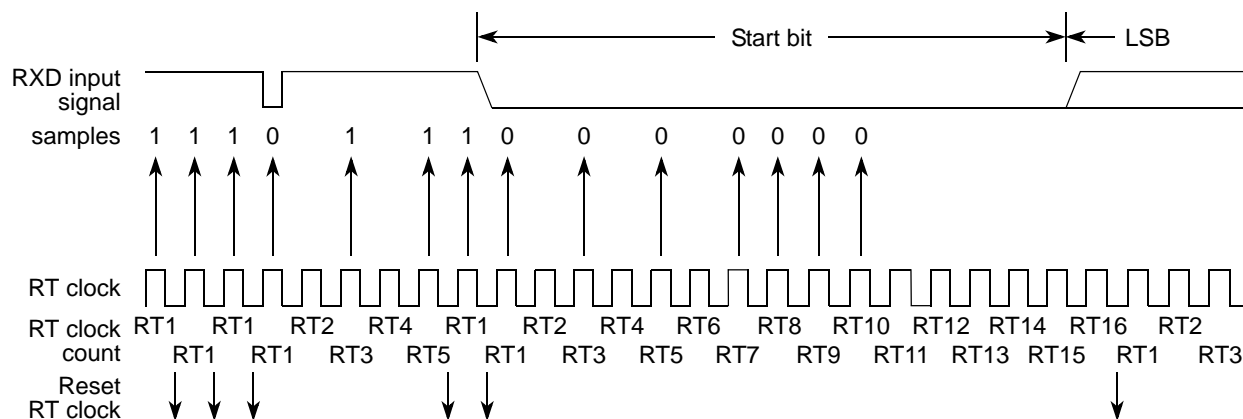 Start bit LSB
RXD input
signal
samples 1 1 1 0 1 1 1 0 0 0 0 0 0 0
RT clock
RT clock
count
RT1 RT1 RT2 RT4 RT1 RT2 RT4 RT6 RT8 RT10 RT12 RT14 RT16 RT2
RT1 RT1 RT3 RT5 RT1 RT3 RT5 RT7 RT9 RT11 RT13 RT15 RT1 RT3
Reset
RT clock